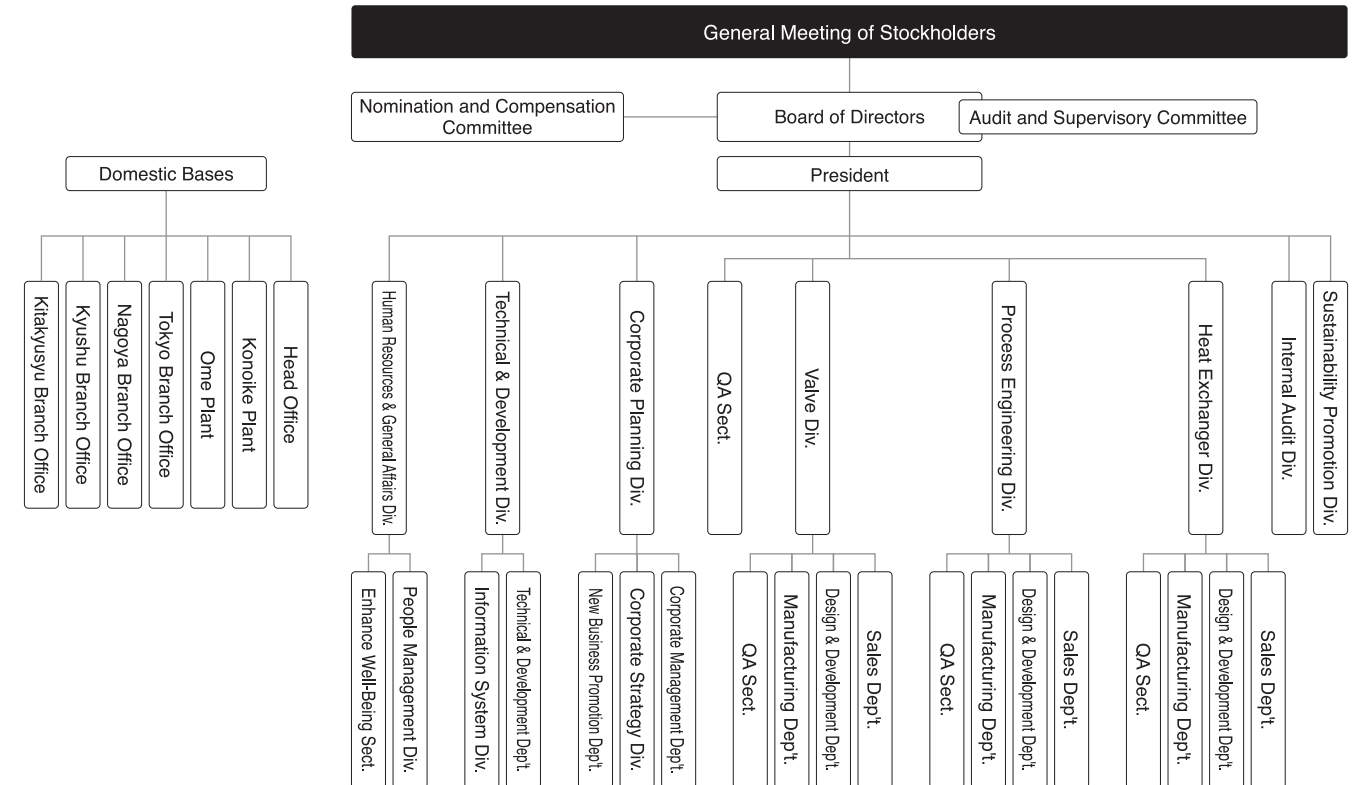 General Meeting of Stockholders
Nomination and Compensation
Committee
Board of Directors
Audit and Supervisory Committee
President
Domestic Bases
Kitakyusyu Branch Office
Kyushu Branch Office
Nagoya Branch Office
Tokyo Branch Office
Ome Plant
Konoike Plant
Head Office
Human Resources & General Affairs Div.
Technical & Development Div.
Corporate Planning Div.
QA Sect.
Valve Div.
Process Engineering Div.
Heat Exchanger Div.
Internal Audit Div.
Sustainability Promotion Div.
Enhance Well-Being Sect.
People Management Div.
Information System Div.
Technical & Development Dep't.
New Business Promotion Dep't.
Corporate Strategy Div.
Corporate Management Dep't.
QA Sect.
Manufacturing Dep't.
Design & Development Dep't.
Sales Dep't.
QA Sect.
Manufacturing Dep't.
Design & Development Dep't.
Sales Dep't.
QA Sect.
Manufacturing Dep't.
Design & Development Dep't.
Sales Dep't.